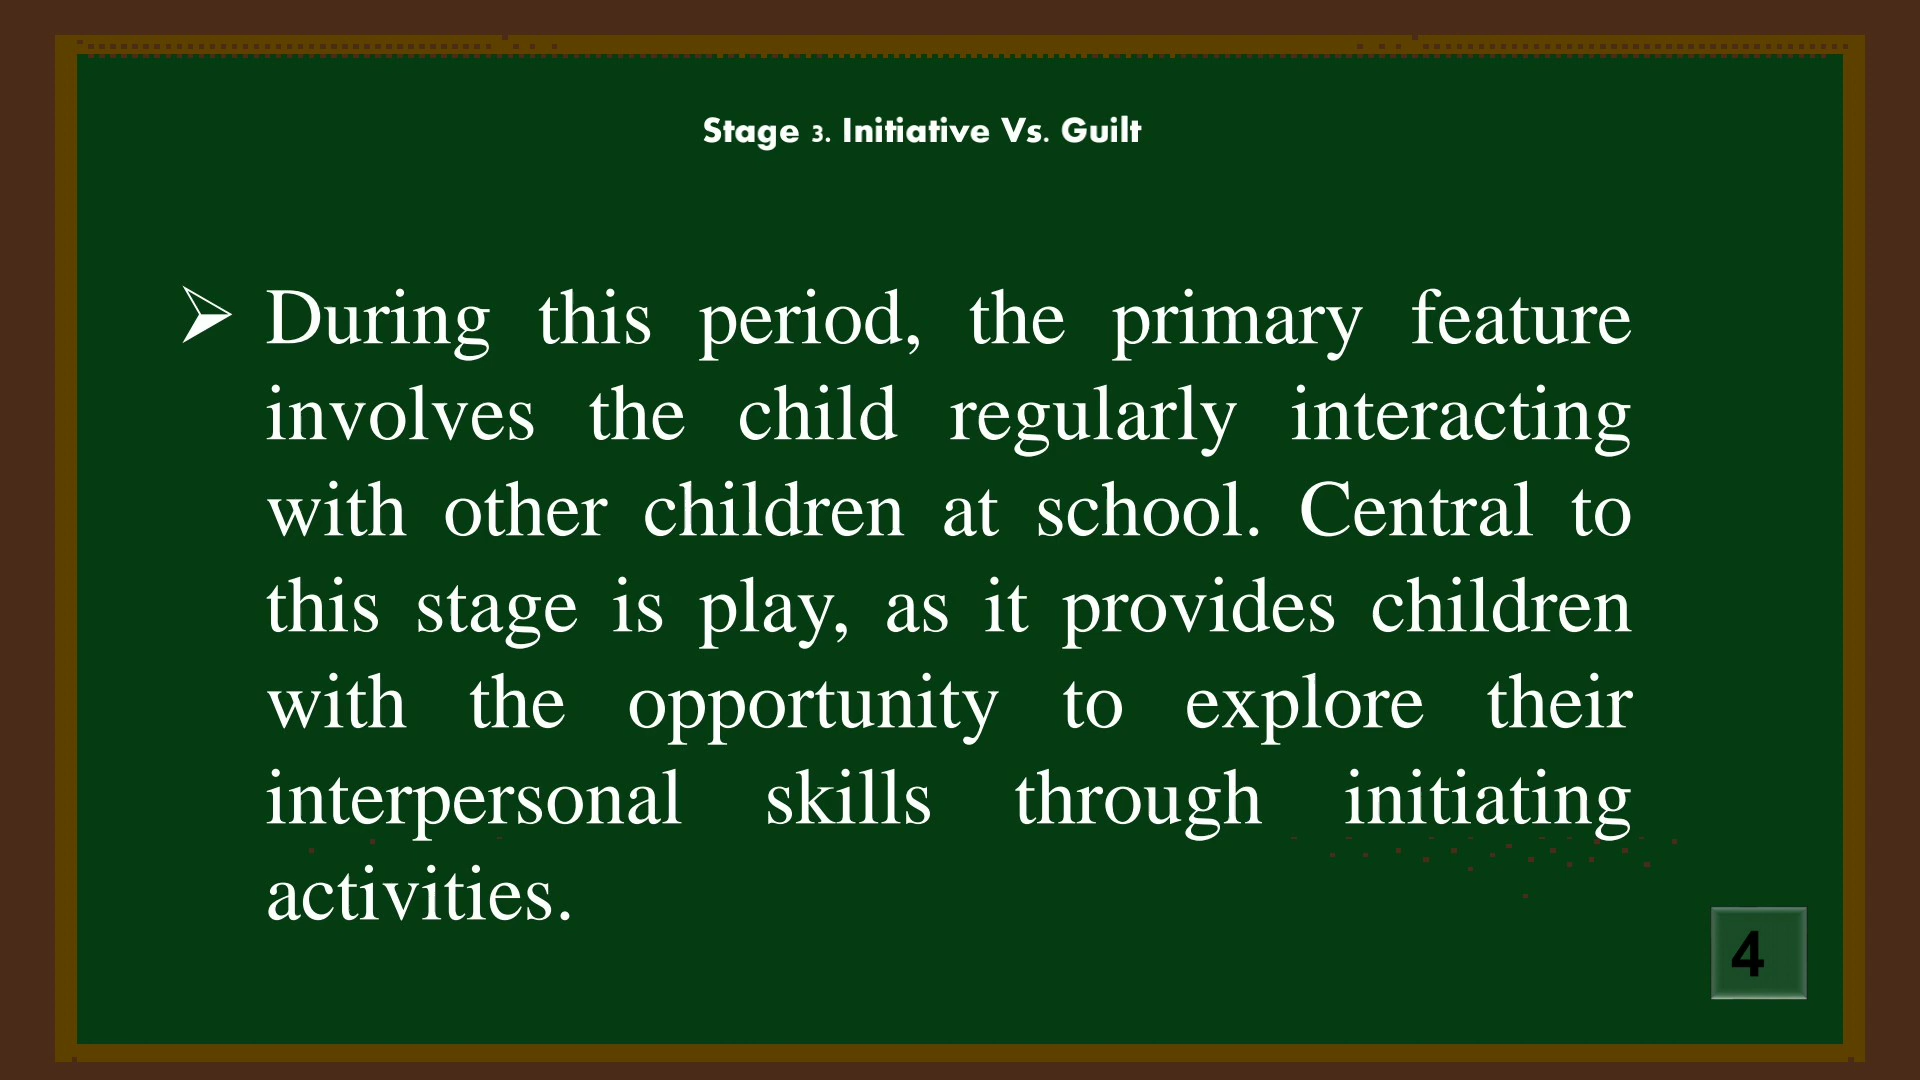 Stage 3. Initiative Vs. Guilt
➢ During this period, the primary feature
involves the child regularly interacting
with other children at school. Central to
this stage is play, as it provides children
with the opportunity to explore their
interpersonal skills through initiating
activities.
4